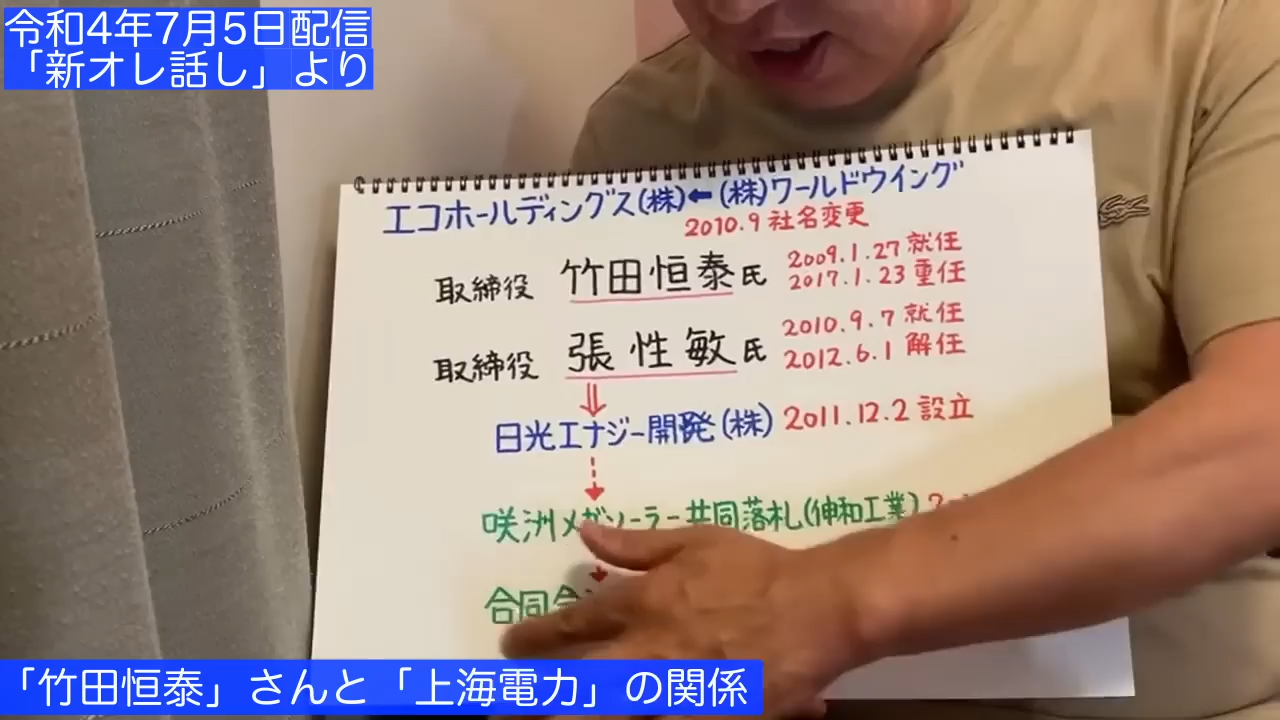 令和4年7月5日配信
「新オレ話し」より
エコホールディングス(株)⬅(株)ワールドウイング
2010.9 社名変更
取締役 竹田恒泰氏 2009.1.27 就任
2017.1.23 重任
取締役 張性敏氏 2010.9.7 就任
2012.6.1 解任
日光エナジー開発(株) 2011.12.2 設立
咲洲メガソーラー共同落札(伸和工業)
合同会
「竹田恒泰」さんと「上海電力」の関係